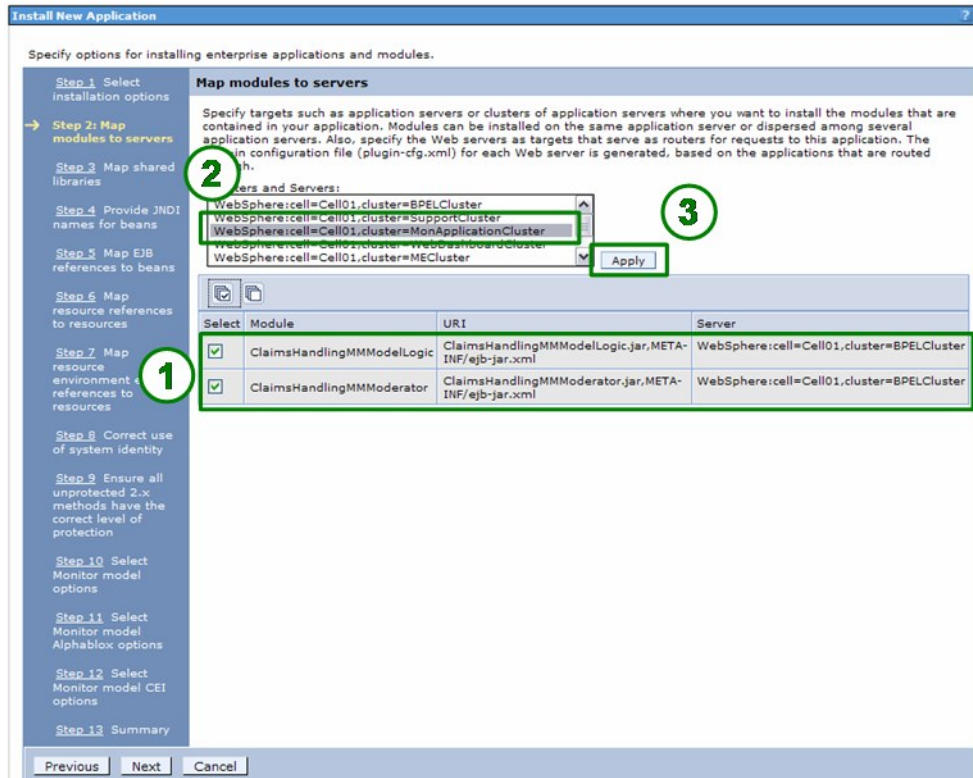 Install New Application
?
Specify options for installing enterprise applications and modules.
Step 1 Select
installation options
Step 2: Map
modules to servers
Step 3 Map shared
libraries
Step 4 Provide JNDI
names for beans
Step 5 Map EJB
references to beans
Step 6 Map
resource references
to resources
Step 7 Map
resource
environment
references to
resources
Step 8 Correct use
of system identity
Step 9 Ensure all
unprotected 2.x
methods have the
correct level of
protection
Step 10 Select
Monitor model
options
Step 11 Select
Monitor model
Alphablox options
Step 12 Select
Monitor model CEI
options
Step 13 Summary
Map modules to servers
Specify targets such as application servers or clusters of application servers where you want to install the modules that are
contained in your application. Modules can be installed on the same application server or dispersed among several
application servers. Also, specify the Web servers as targets that serve as routers for requests to this application. The
configuration file (plugin-cfg.xml) for each Web server is generated, based on the applications that are routed
2
and Servers:
WebSphere:cell=Cell01,cluster=BPELCluster
WebSphere:cell=Cell01,cluster=SupportCluster
WebSphere:cell=Cell01,cluster=MonApplicationCluster
WebSphere:cell=Cell01,cluster=WebDashboardCluster
WebSphere:cell=Cell01,cluster=MECluster
3
Apply
Select Module URI Server
1
ClaimsHandlingMMModelLogic ClaimsHandlingMMModelLogic.jar,META- WebSphere:cell=Cell01,cluster=BPELCluster
INF/ejb-jar.xml
ClaimsHandlingMMModerator ClaimsHandlingMMModerator.jar,META- WebSphere:cell=Cell01,cluster=BPELCluster
INF/ejb-jar.xml
Previous Next Cancel